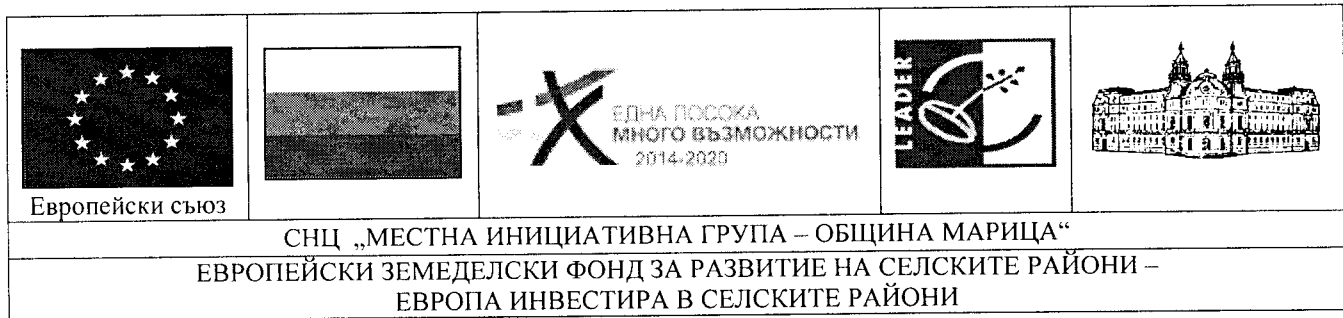 Европейски съюз
ЕДНА ПОСОКА
МНОГО ВЪЗМОЖНОСТИ
2014-2020
LEADER
СНЦ „МЕСТНА ИНИЦИАТИВНА ГРУПА – ОБЩИНА МАРИЦА“
ЕВРОПЕЙСКИ ЗЕМЕДЕЛСКИ ФОНД ЗА РАЗВИТИЕ НА СЕЛСКИТЕ РАЙОНИ –
ЕВРОПА ИНВЕСТИРА В СЕЛСКИТЕ РАЙОНИ